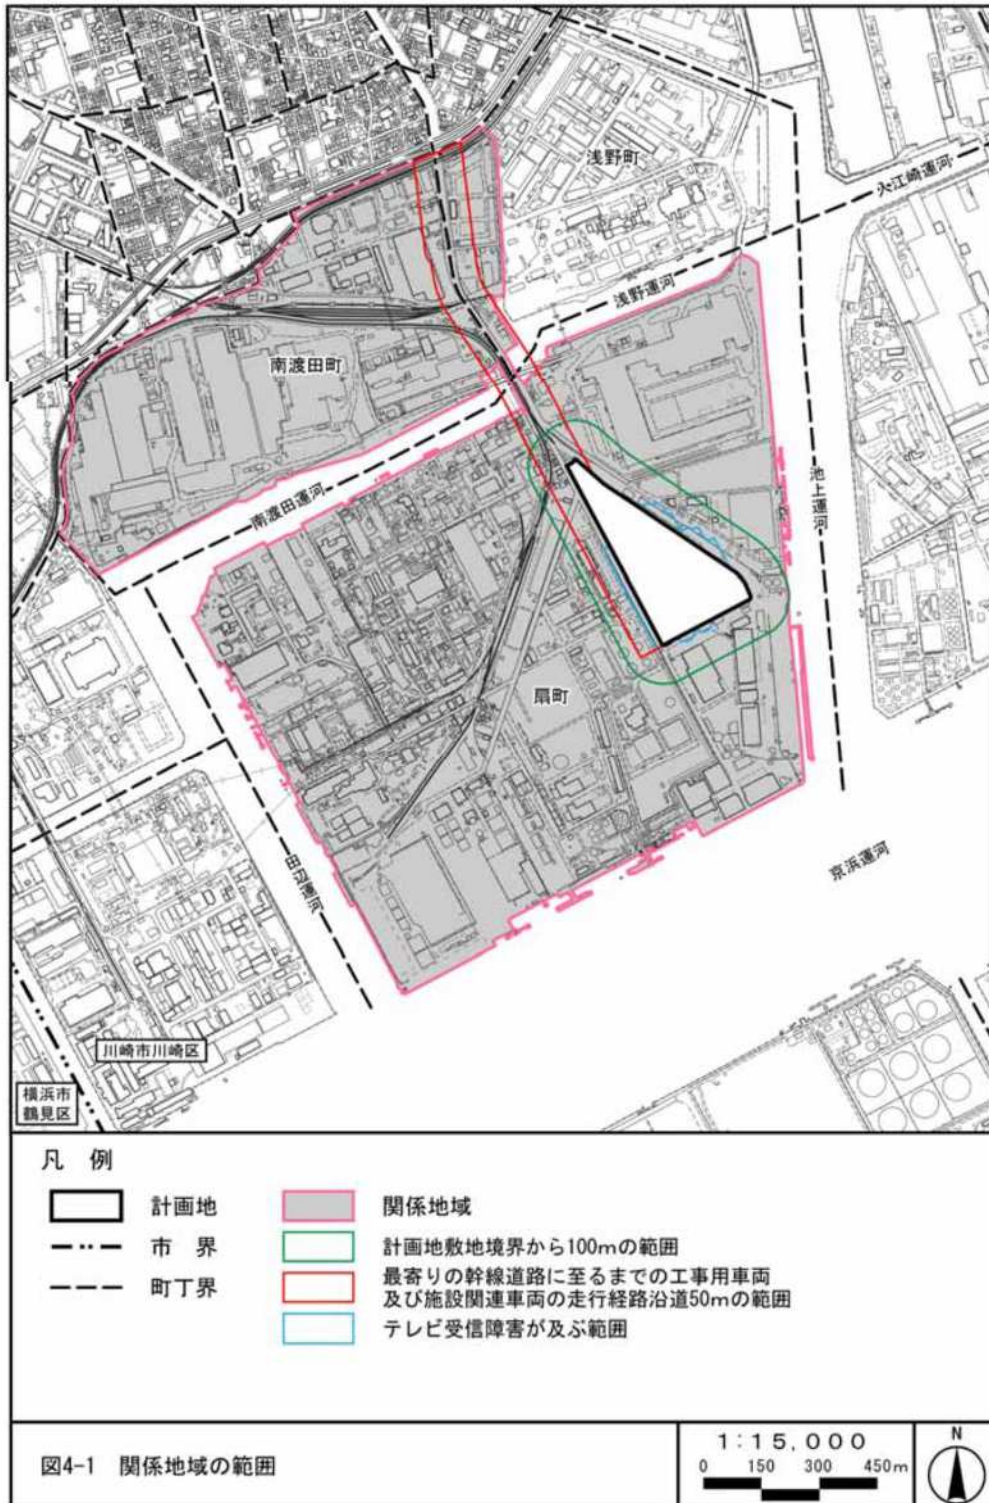 浅野町
入江崎運河
浅野運河
南渡田町
池上運河
南渡田運河
扇町
田辺運河
京浜運河
川崎市川崎区
横浜市
鶴見区
凡 例
計画地
市 界
町丁界
関係地域
計画地敷地境界から100mの範囲
最寄りの幹線道路に至るまでの工事用車両
及び施設関連車両の走行経路沿道50mの範囲
テレビ受信障害が及ぶ範囲
図4-1 関係地域の範囲
1:15,000
0 150 300 450m
N